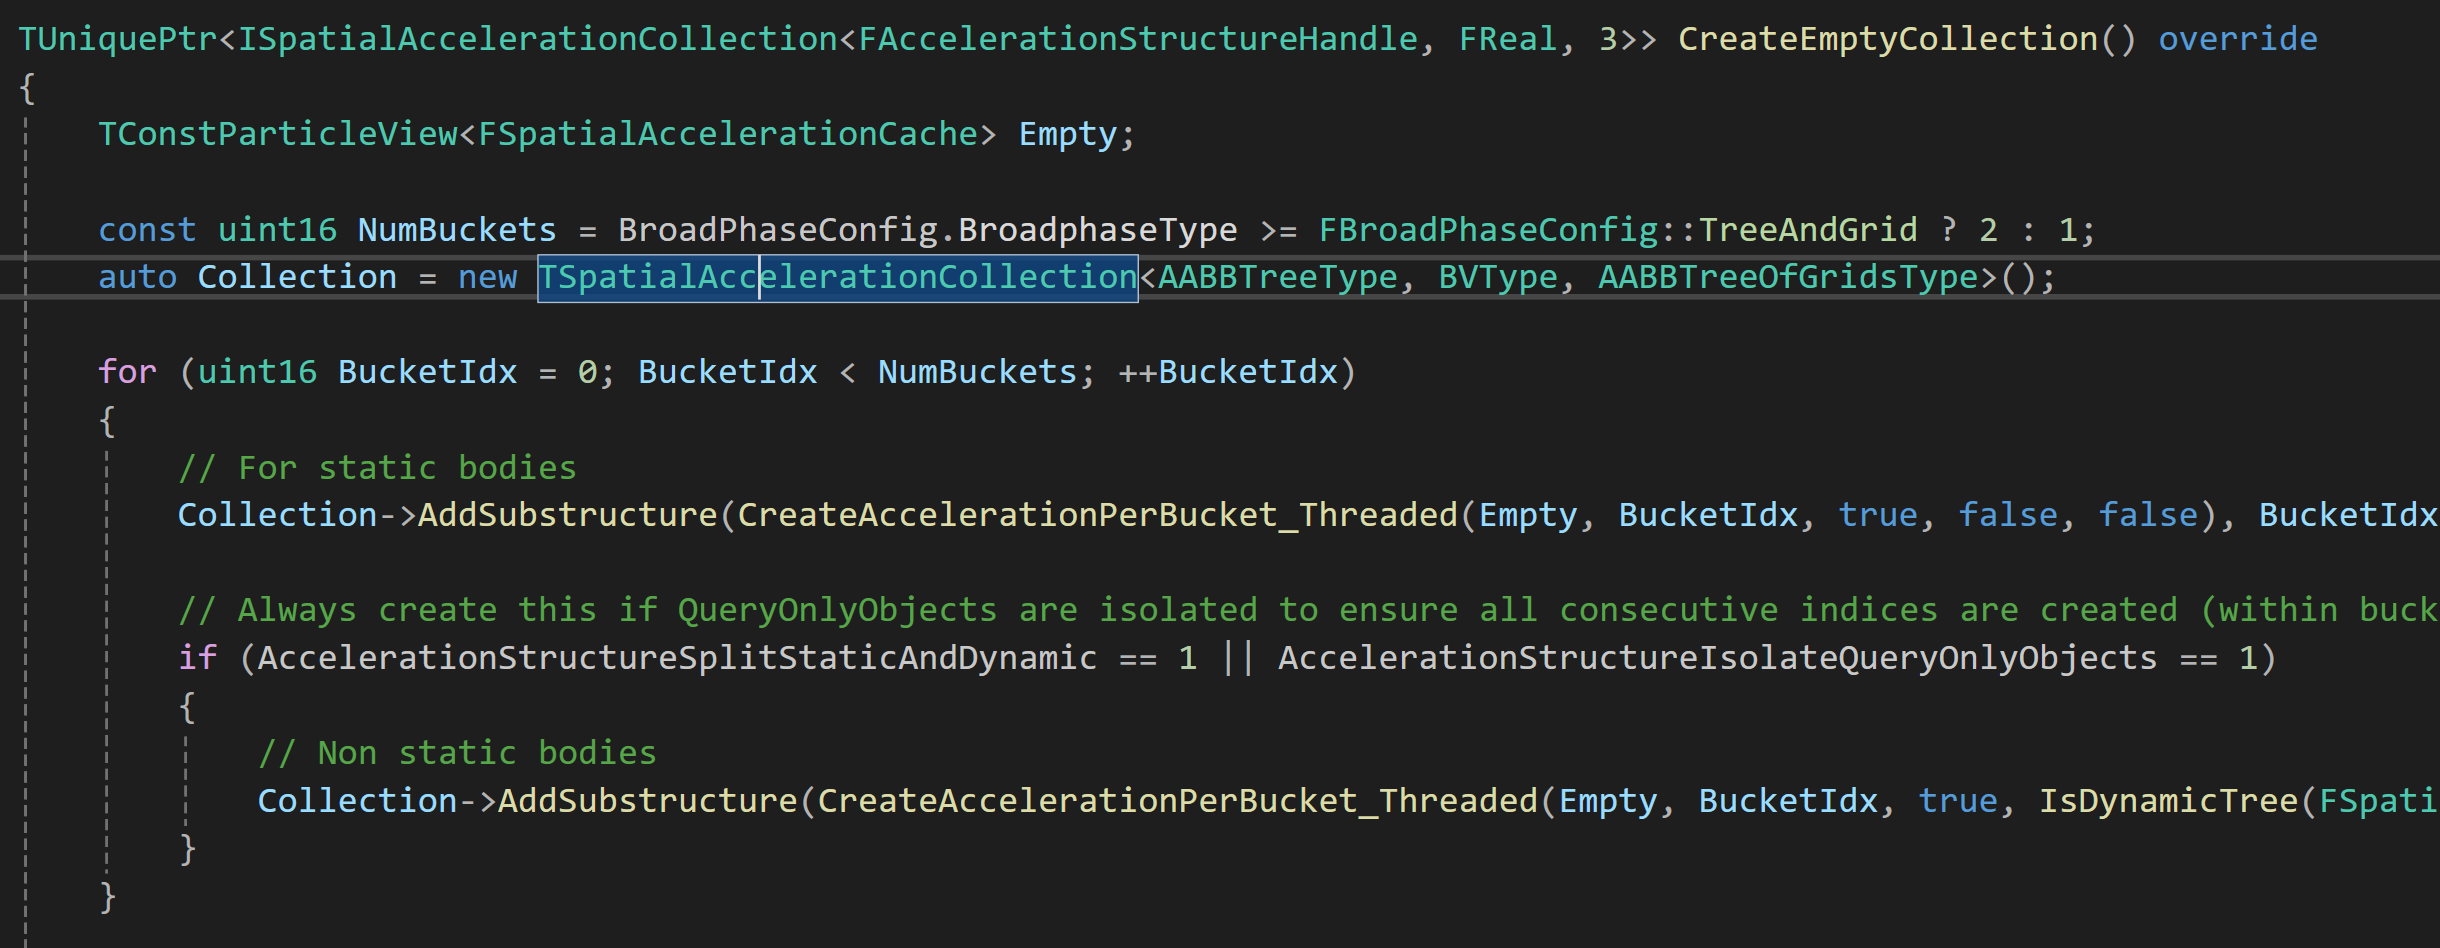 TUniquePtr<ISpatialAccelerationCollection<FAccelerationStructureHandle, FReal, 3>> CreateEmptyCollection() override
{
TConstParticleView<FSpatialAccelerationCache> Empty;
const uint16 NumBuckets = BroadPhaseConfig.BroadphaseType >= FBroadPhaseConfig::TreeAndGrid ? 2 : 1;
auto Collection = new TSpatialAccelerationCollection<AABBTreeType, BVType, AABBTreeOfGridsType>();
for (uint16 BucketIdx = 0; BucketIdx < NumBuckets; ++BucketIdx)
{
// For static bodies
Collection->AddSubstructure(CreateAccelerationPerBucket_Threaded(Empty, BucketIdx, true, false, false), BucketIdx
// Always create this if QueryOnlyObjects are isolated to ensure all consecutive indices are created (within buck
if (AccelerationStructureSplitStaticAndDynamic == 1 || AccelerationStructureIsolateQueryOnlyObjects == 1)
{
// Non static bodies
Collection->AddSubstructure(CreateAccelerationPerBucket_Threaded(Empty, BucketIdx, true, IsDynamicTree(FSpati
}
}